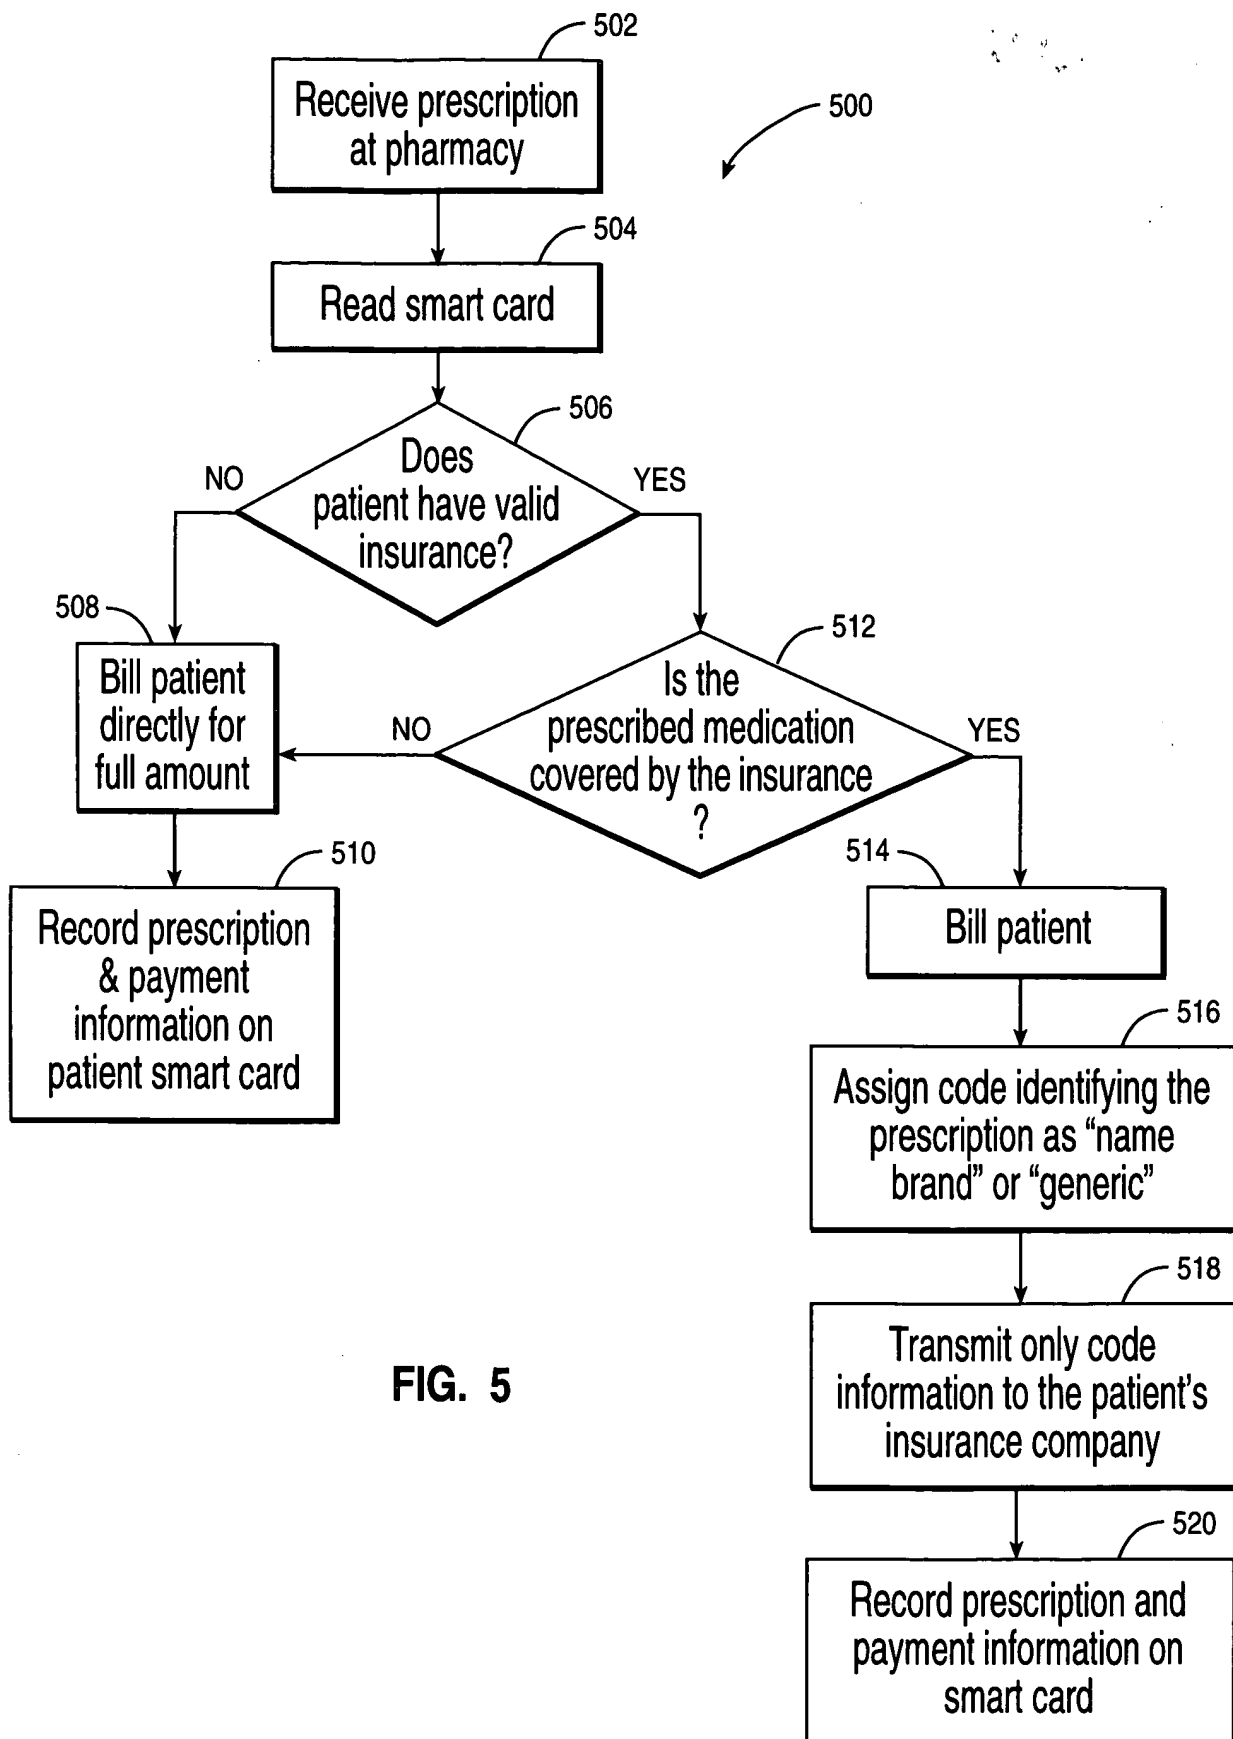 502
Receive prescription
at pharmacy
500
504
Read smart card
506
Does
patient have valid
insurance?
NO
YES
508
Bill patient
directly for
full amount
512
Is the
prescribed medication
covered by the insurance
?
NO
YES
510
Record prescription
& payment
information on
patient smart card
514
Bill patient
516
Assign code identifying the
prescription as “name
brand” or “generic”
518
Transmit only code
information to the patient’s
insurance company
FIG. 5
520
Record prescription and
payment information on
smart card